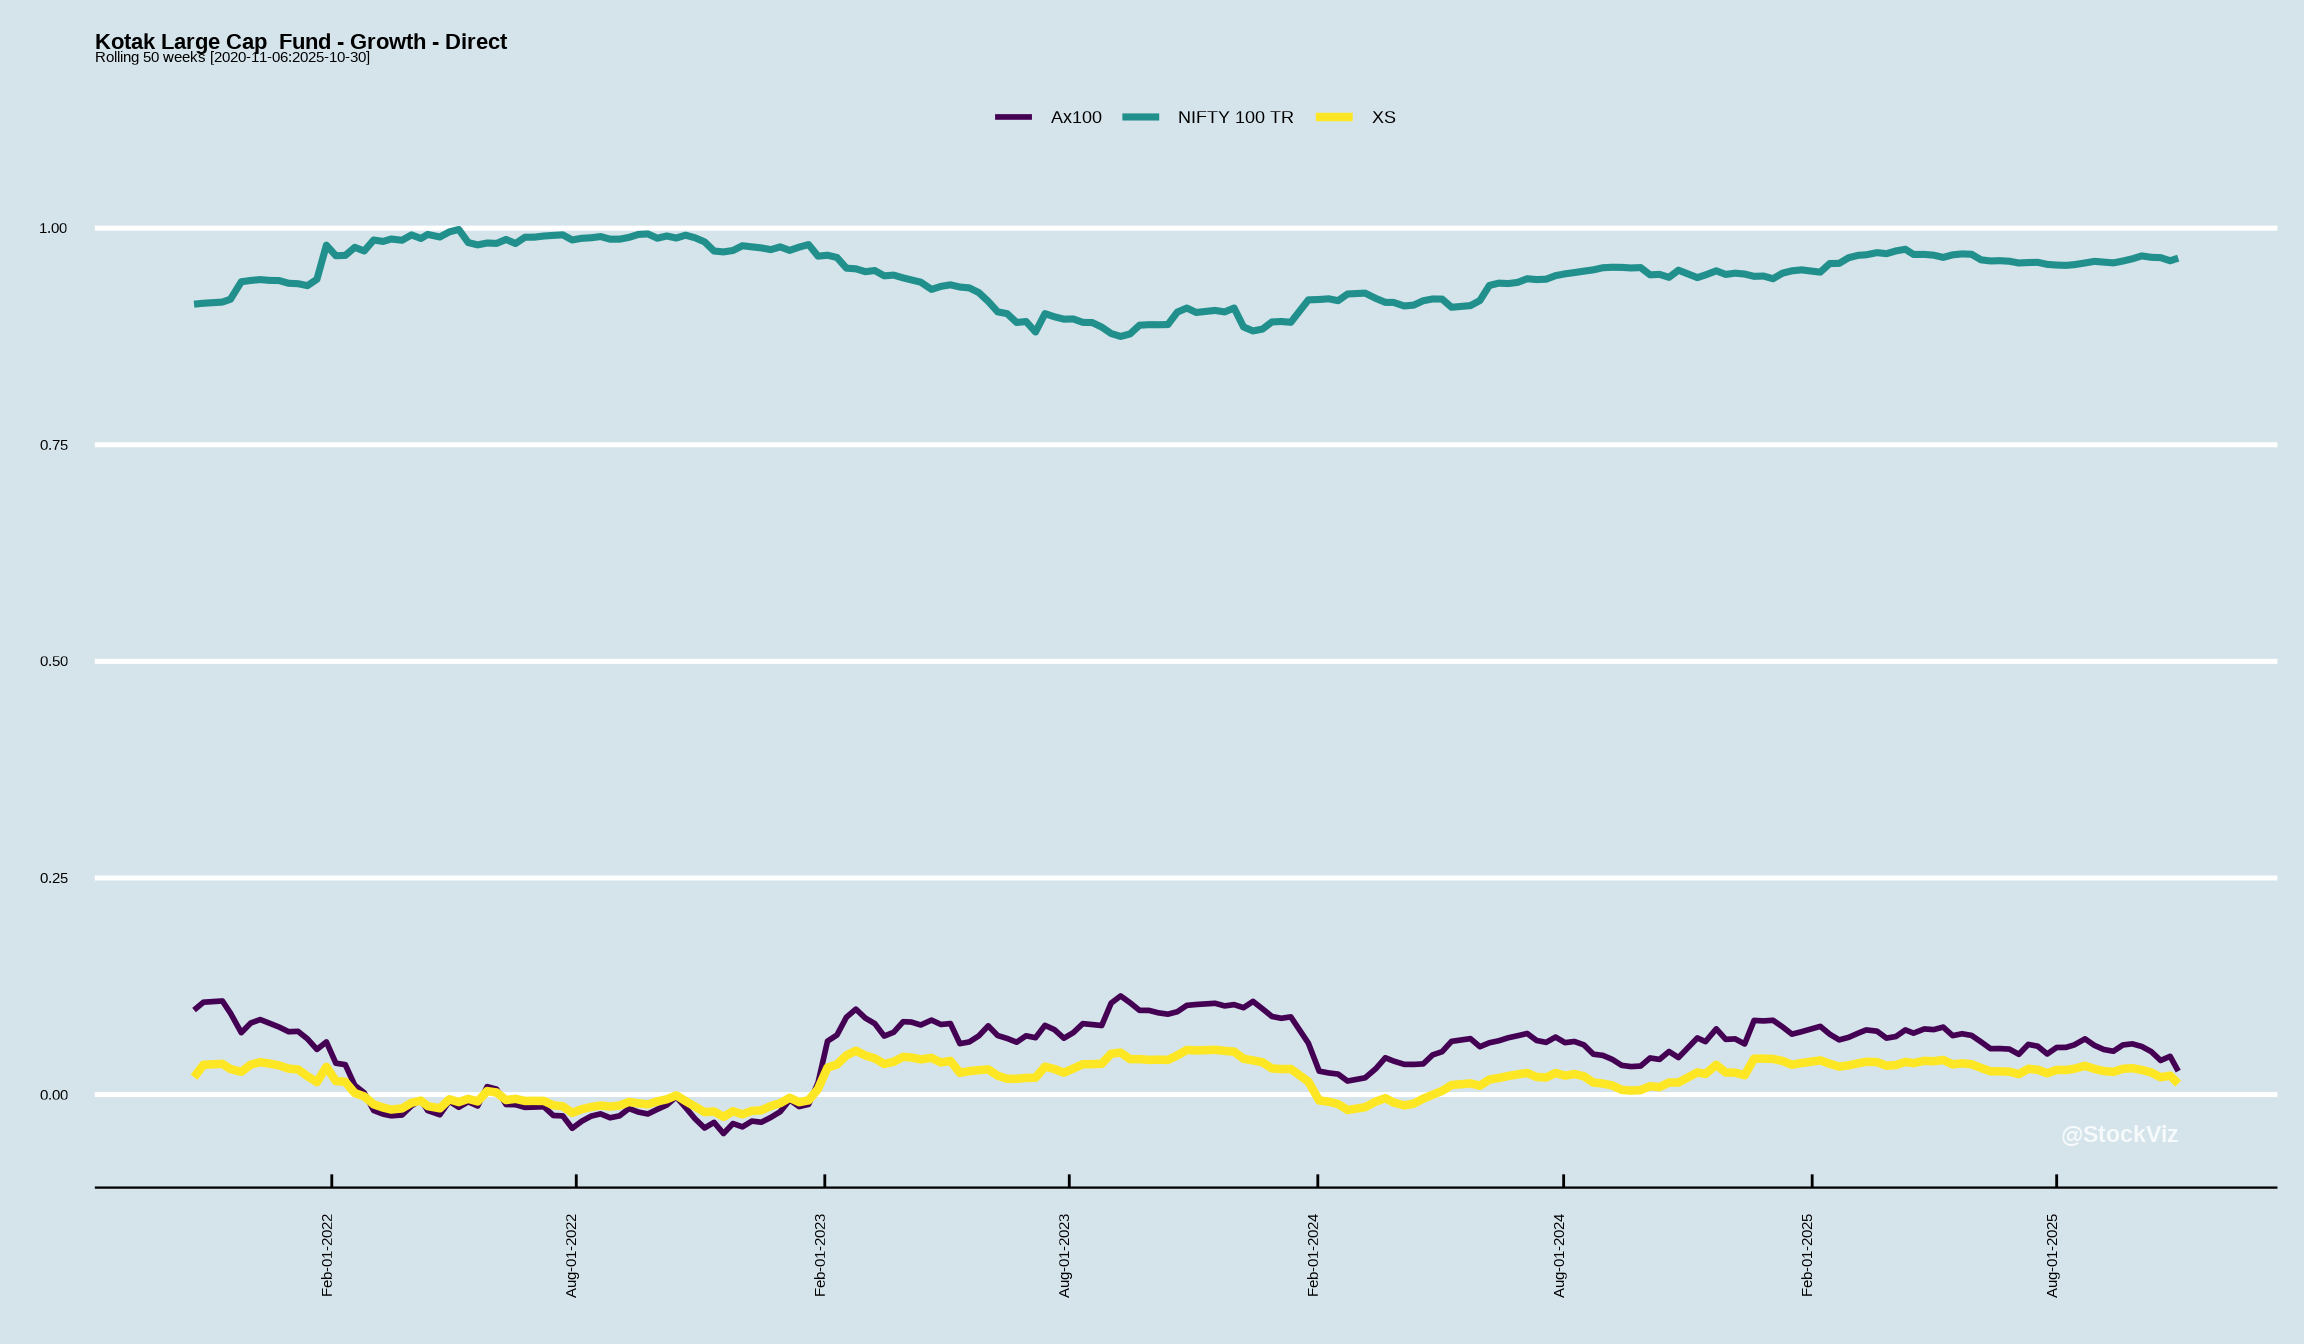 Kotak Large Cap  Fund - Growth - Direct
Rolling 50 weeks [2020-11-06:2025-10-30]
Ax100 NIFTY 100 TR XS
1.00
0.75
0.50
0.25
0.00
@StockViz
Feb-01-2022
Aug-01-2022
Feb-01-2023
Aug-01-2023
Feb-01-2024
Aug-01-2024
Feb-01-2025
Aug-01-2025